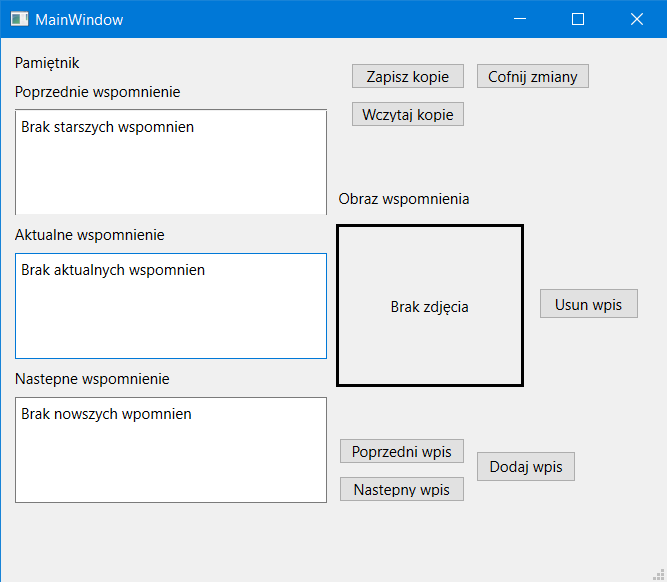 MainWindow
Pamiętnik
Poprzednie wspomnienie
Brak starszych wspomnien
Zapisz kopie
Cofnij zmiany
Wczytaj kopie
Obraz wspomnienia
Aktualne wspomnienie
Brak aktualnych wspomnien
Brak zdjęcia
Usun wpis
Nastepne wspomnienie
Brak nowszych wpomnien
Poprzedni wpis
Dodaj wpis
Nastepny wpis